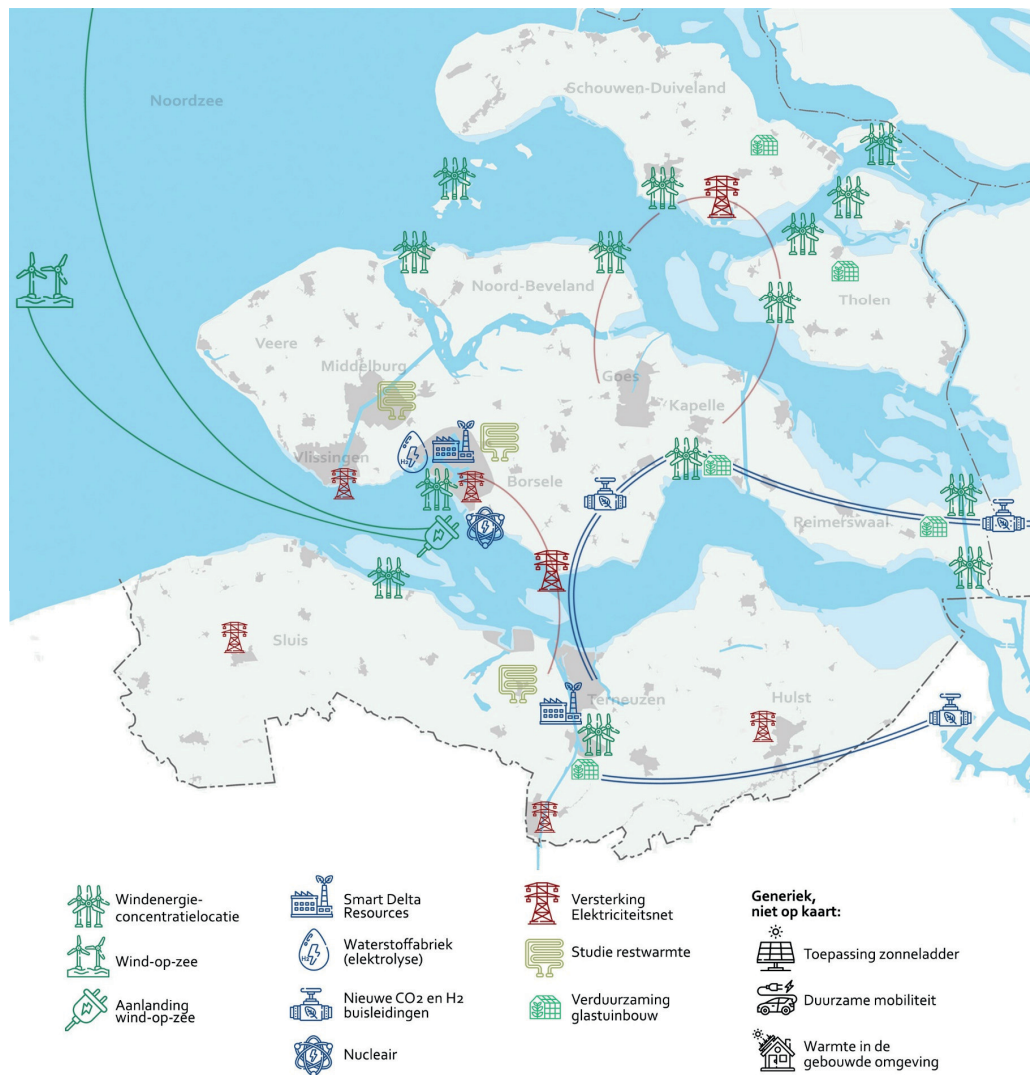 Noordzee
Schouwen-Duiveland
Noord-Beveland
Tholen
Veere
Middelburg
Goes
Kapelle
Vlissingen
H2
Borsele
Reimerswaal
Sluis
Terneuzen
Hulst
Windenergie-
concentratielocatie
Wind-op-zee
Aanlanding
wind-op-zee
Smart Delta
Resources
H2
Waterstoffabriek
(elektrolyse)
Nieuwe CO2 en H2
buisleidingen
Nucleair
Versterking
Elektriciteitsnet
Studie restwarmte
Verduurzaming
glastuinbouw
Generiek,
niet op kaart:
Toepassing zonneladder
Duurzame mobiliteit
Warmte in de
gebouwde omgeving